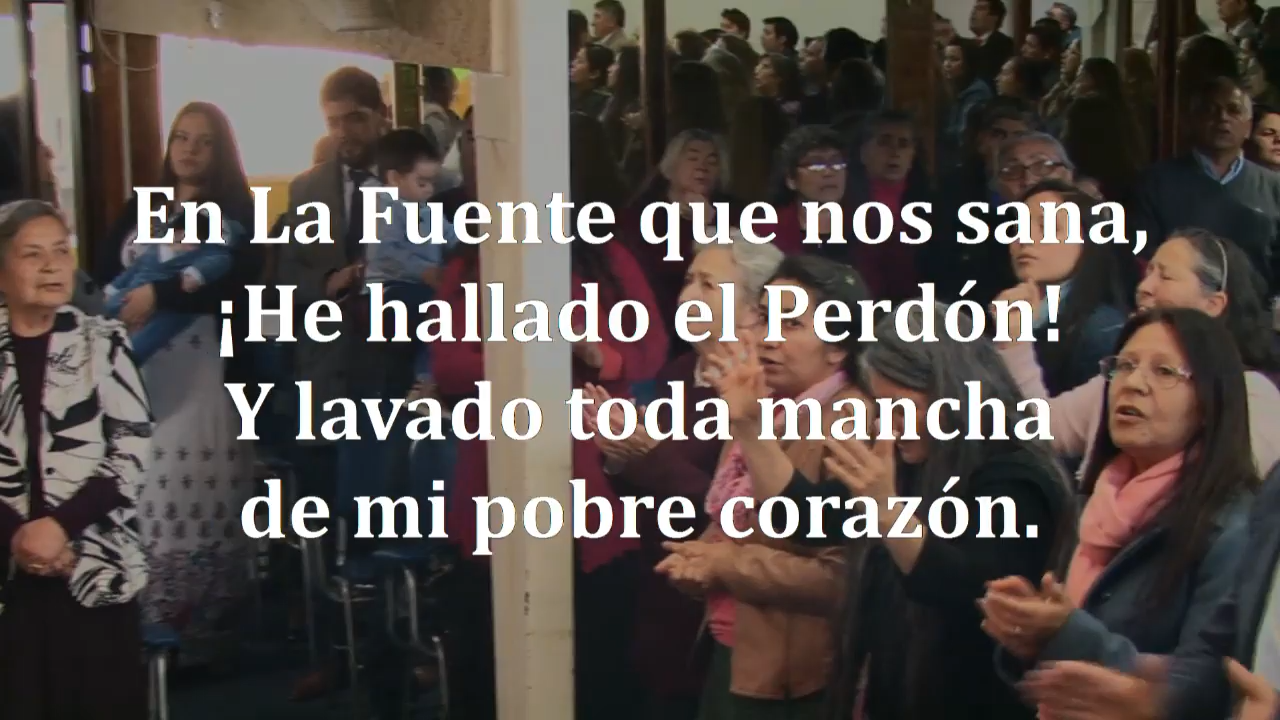 En La Fuente que nos sana,
¡He hallado el Perdón!
Y lavado toda mancha
de mi pobre corazón.